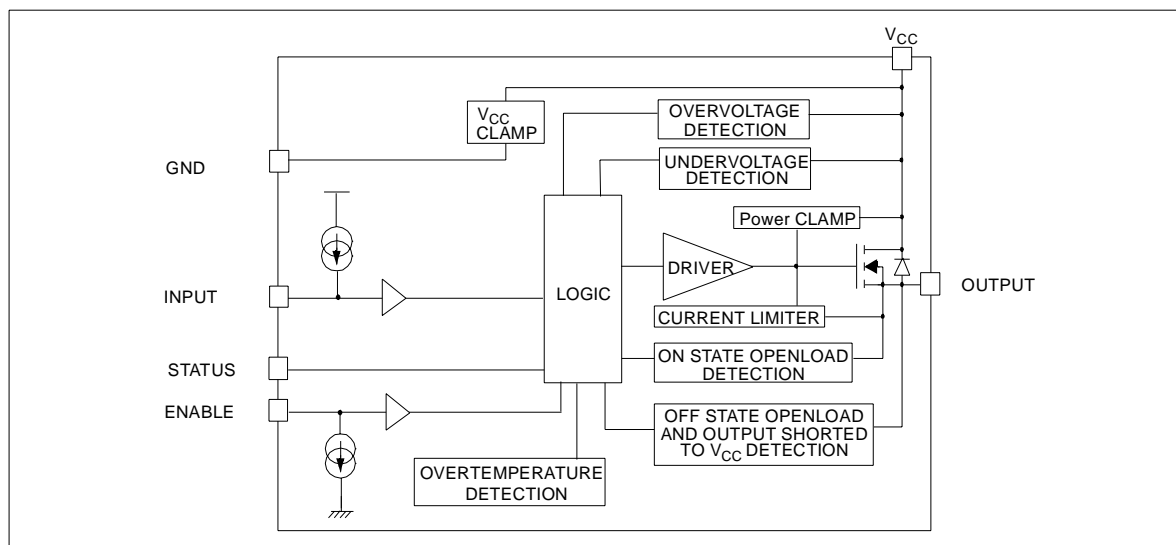 VCC
VCC
CLAMP
OVERVOLTAGE
DETECTION
GND
UNDERVOLTAGE
DETECTION
Power CLAMP
DRIVER
LOGIC
INPUT
OUTPUT
CURRENT LIMITER
ON STATE OPENLOAD
DETECTION
STATUS
ENABLE
OFF STATE OPENLOAD
AND OUTPUT SHORTED
TO VCC DETECTION
OVERTEMPERATURE
DETECTION